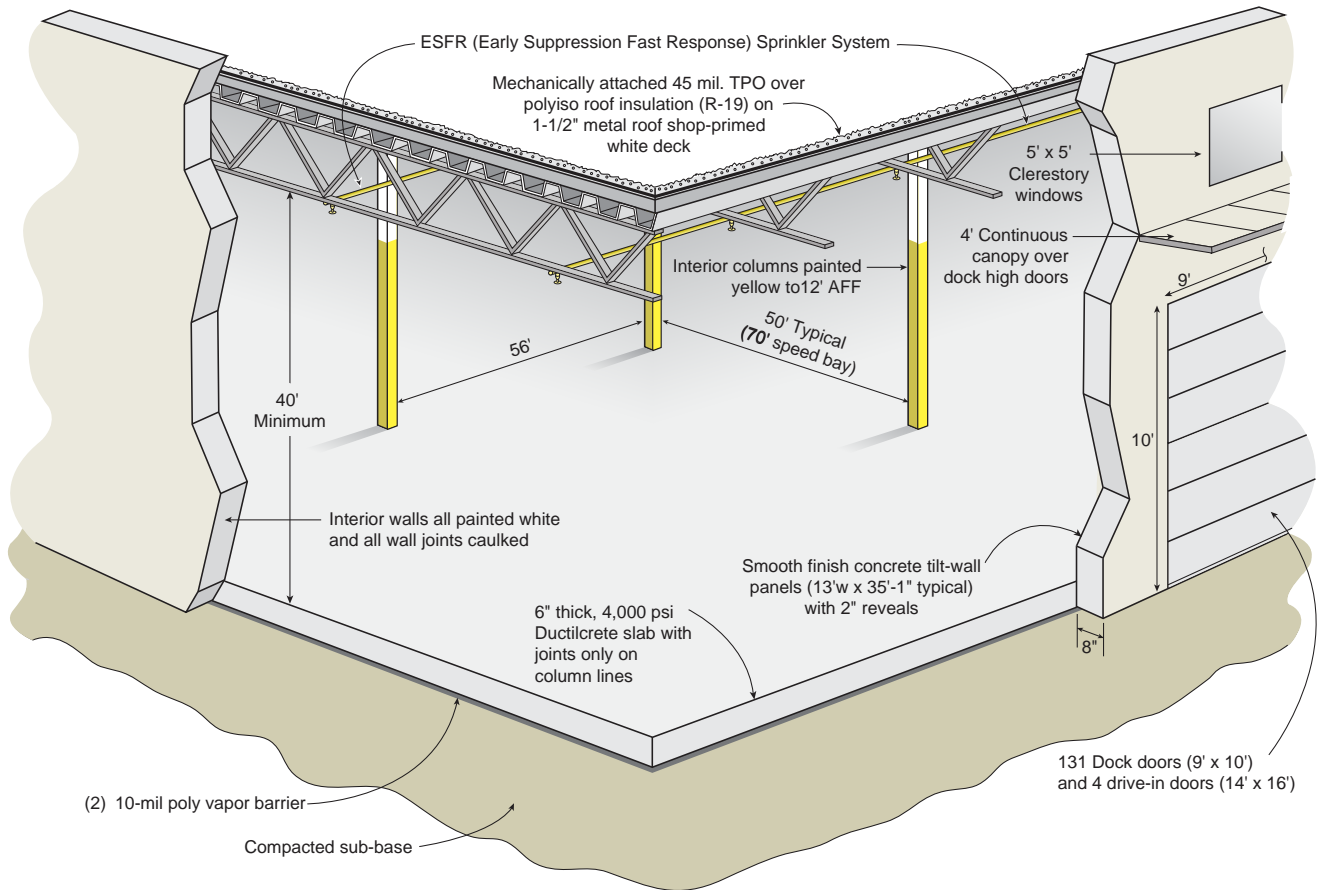 ESFR (Early Suppression Fast Response) Sprinkler System
Mechanically attached 45 mil. TPO over
polyiso roof insulation (R-19) on
1-1/2" metal roof shop-primed
white deck
5' x 5'
Clerestory
windows
4' Continuous
canopy over
dock high doors
9'
Interior columns painted
yellow to12' AFF
56'
50' Typical
(70' speed bay)
40'
Minimum
10'
Interior walls all painted white
and all wall joints caulked
Smooth finish concrete tilt-wall
panels (13'w x 35'-1" typical)
with 2" reveals
6" thick, 4,000 psi
Ductilcrete slab with
joints only on
column lines
8"
131 Dock doors (9' x 10')
and 4 drive-in doors (14' x 16')
(2) 10-mil poly vapor barrier
Compacted sub-base